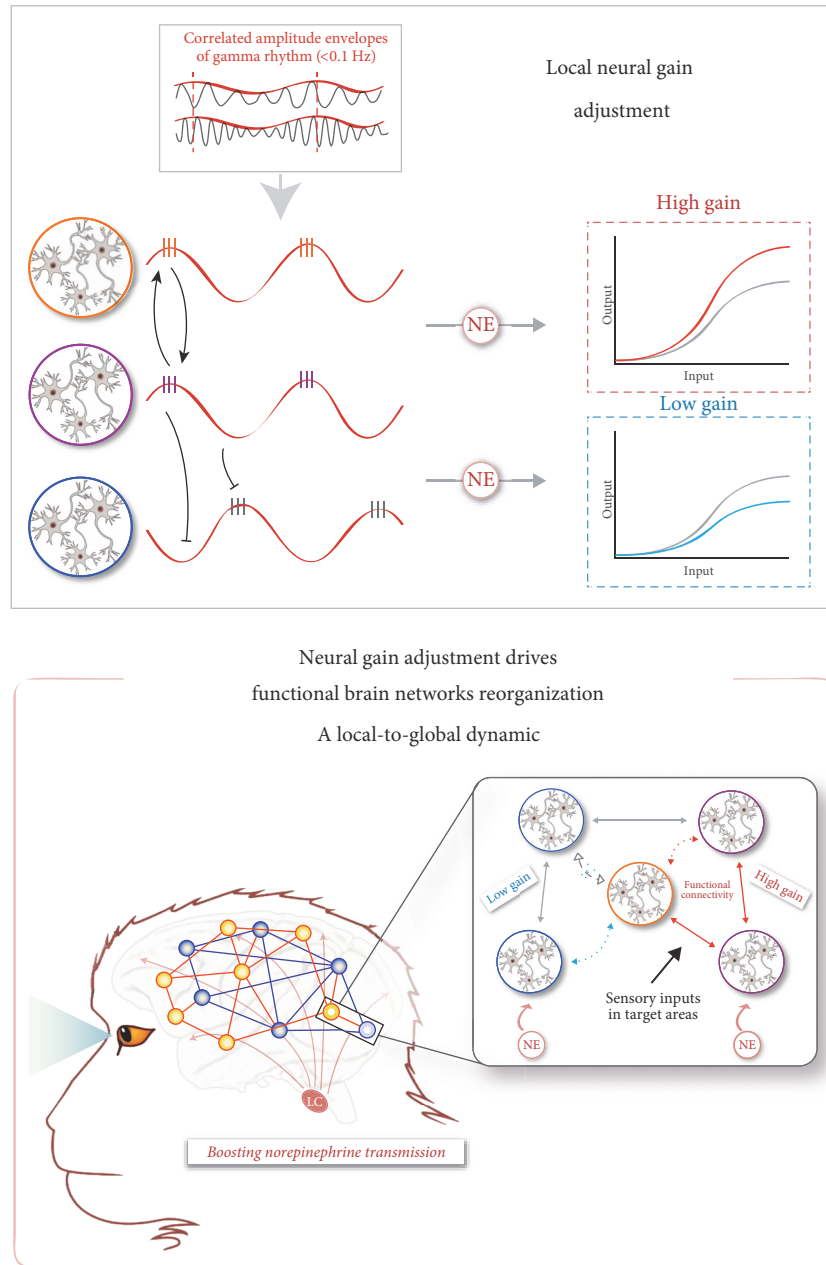 Correlated amplitude envelopes
of gamma rhythm (<0.1 Hz)
Local neural gain
adjustment
High gain
Output
Input
NE
Low gain
Output
Input
NE
Neural gain adjustment drives
functional brain networks reorganization
A local-to-global dynamic
Low gain
Functional
connectivity
High gain
Sensory inputs
in target areas
NE
NE
LC
Boosting norepinephrine transmission